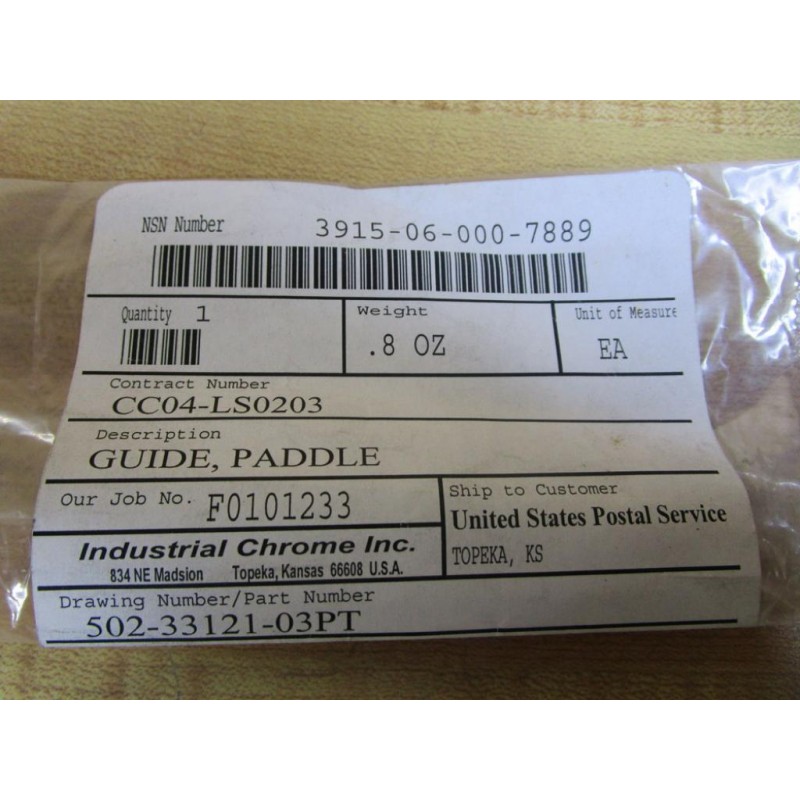 NSN Number 3915-06-000-7889
Quantity 1
Weight
.8 OZ
Unit of Measure
EA
Contract Number
CC04-LS0203
Description
GUIDE, PADDLE
Our Job No. F0101233
Ship to Customer
United States Postal Service
TOPEKA, KS
Industrial Chrome Inc.
834 NE Madsion Topeka, Kansas 66608 U.S.A.
Drawing Number/Part Number
502-33121-03PT